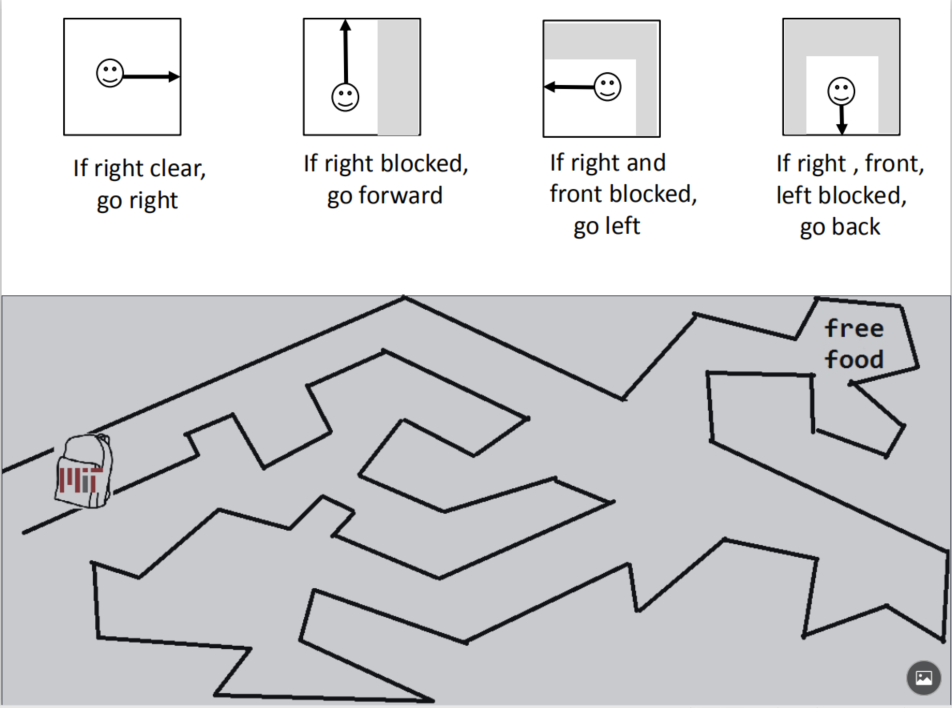 If right clear,
go right
If right blocked,
go forward
If right and
front blocked,
go left
If right , front,
left blocked,
go back
free
food
MiT